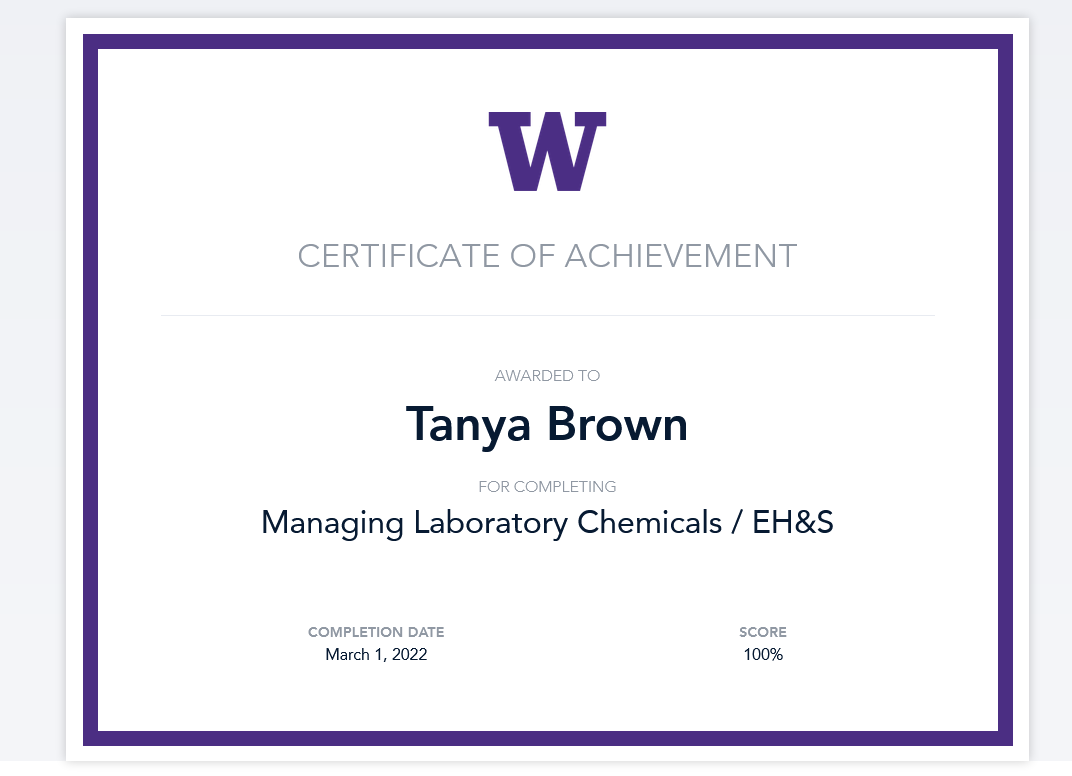 W
CERTIFICATE OF ACHIEVEMENT
AWARDED TO
Tanya Brown
FOR COMPLETING
Managing Laboratory Chemicals / EH&S
COMPLETION DATE
SCORE
March 1, 2022
100%